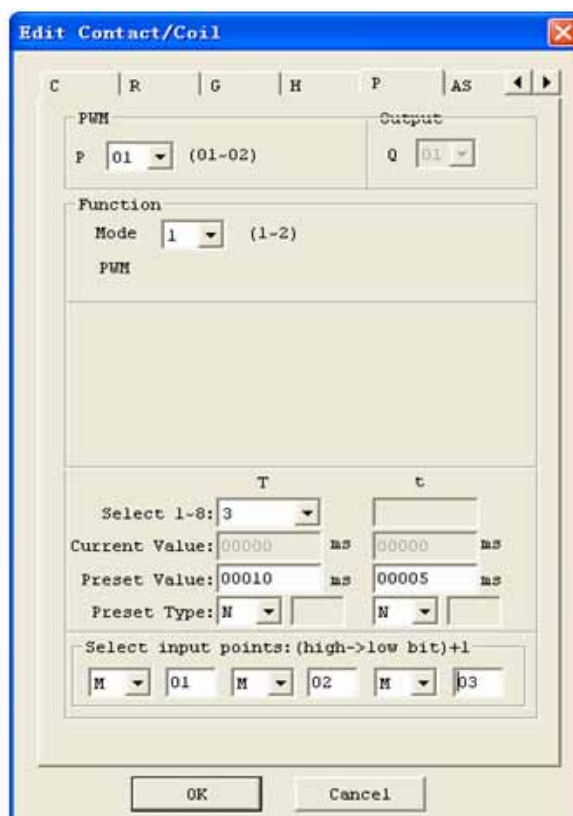 Edit Contact/Coil
C R G H P AS
PWM Output
P 01 (01~02) Q 01
Function
Mode 1 (1-2)
PWM
T t
Select 1-8: 3
Current Value: 00000 ms 00000 ms
Preset Value: 00010 ms 00005 ms
Preset Type: N N
Select input points:(high->low bit)+1
M 01 M 02 M 03
OK Cancel